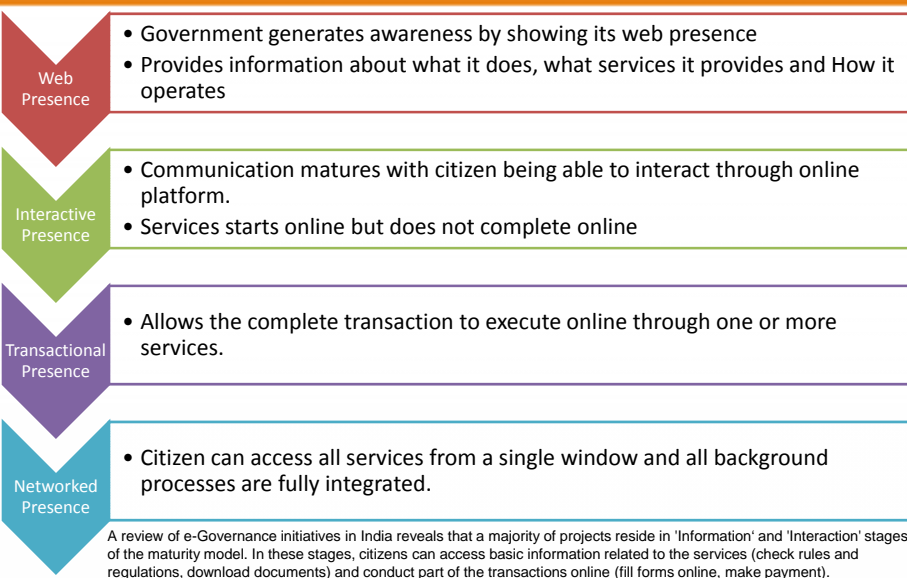 Web
Presence
• Government generates awareness by showing its web presence
• Provides information about what it does, what services it provides and How it
operates
Interactive
Presence
• Communication matures with citizen being able to interact through online
platform.
• Services starts online but does not complete online
Transactional
Presence
• Allows the complete transaction to execute online through one or more
services.
Networked
Presence
• Citizen can access all services from a single window and all background
processes are fully integrated.
A review of e-Governance initiatives in India reveals that a majority of projects reside in 'Information‘ and 'Interaction' stages
of the maturity model. In these stages, citizens can access basic information related to the services (check rules and
regulations, download documents) and conduct part of the transactions online (fill forms online, make payment).